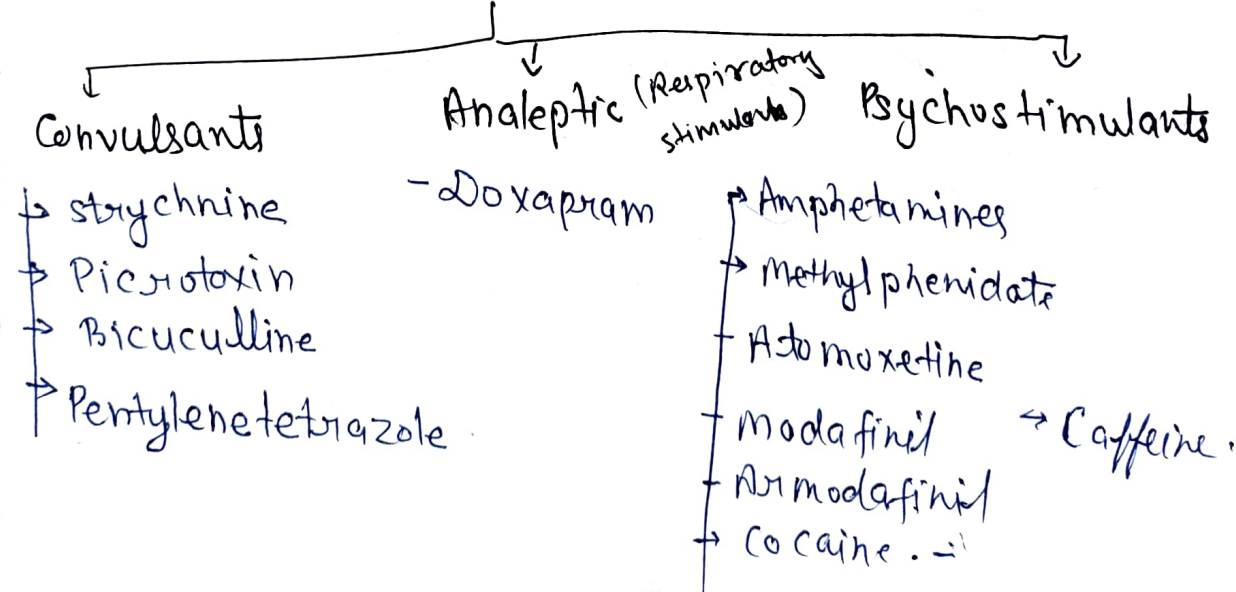 Convulsants
strychnine
Picrotoxin
Bicuculline
Pentylenetetrazole
Analeptic (Respiratory
stimulants)
- Doxapram
Psychostimulants
Amphetamines
Methylphenidate
Atomoxetine
Modafinil
Armodafinil
Cocaine.
→ Caffeine.